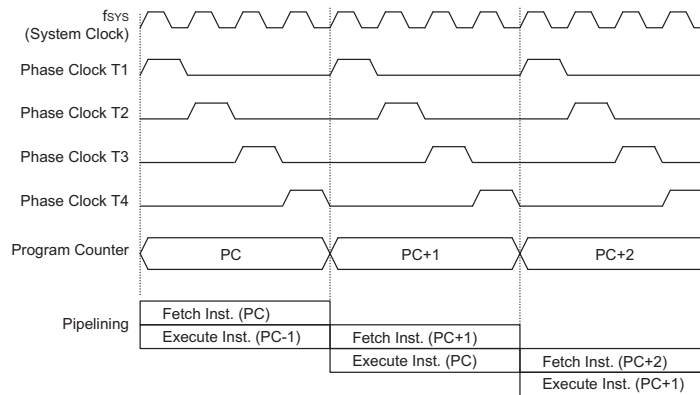 fSYS
(System Clock)
Phase Clock T1
Phase Clock T2
Phase Clock T3
Phase Clock T4
Program Counter
PC
PC+1
PC+2
Pipelining
Fetch Inst. (PC)
Execute Inst. (PC-1)
Fetch Inst. (PC+1)
Execute Inst. (PC)
Fetch Inst. (PC+2)
Execute Inst. (PC+1)